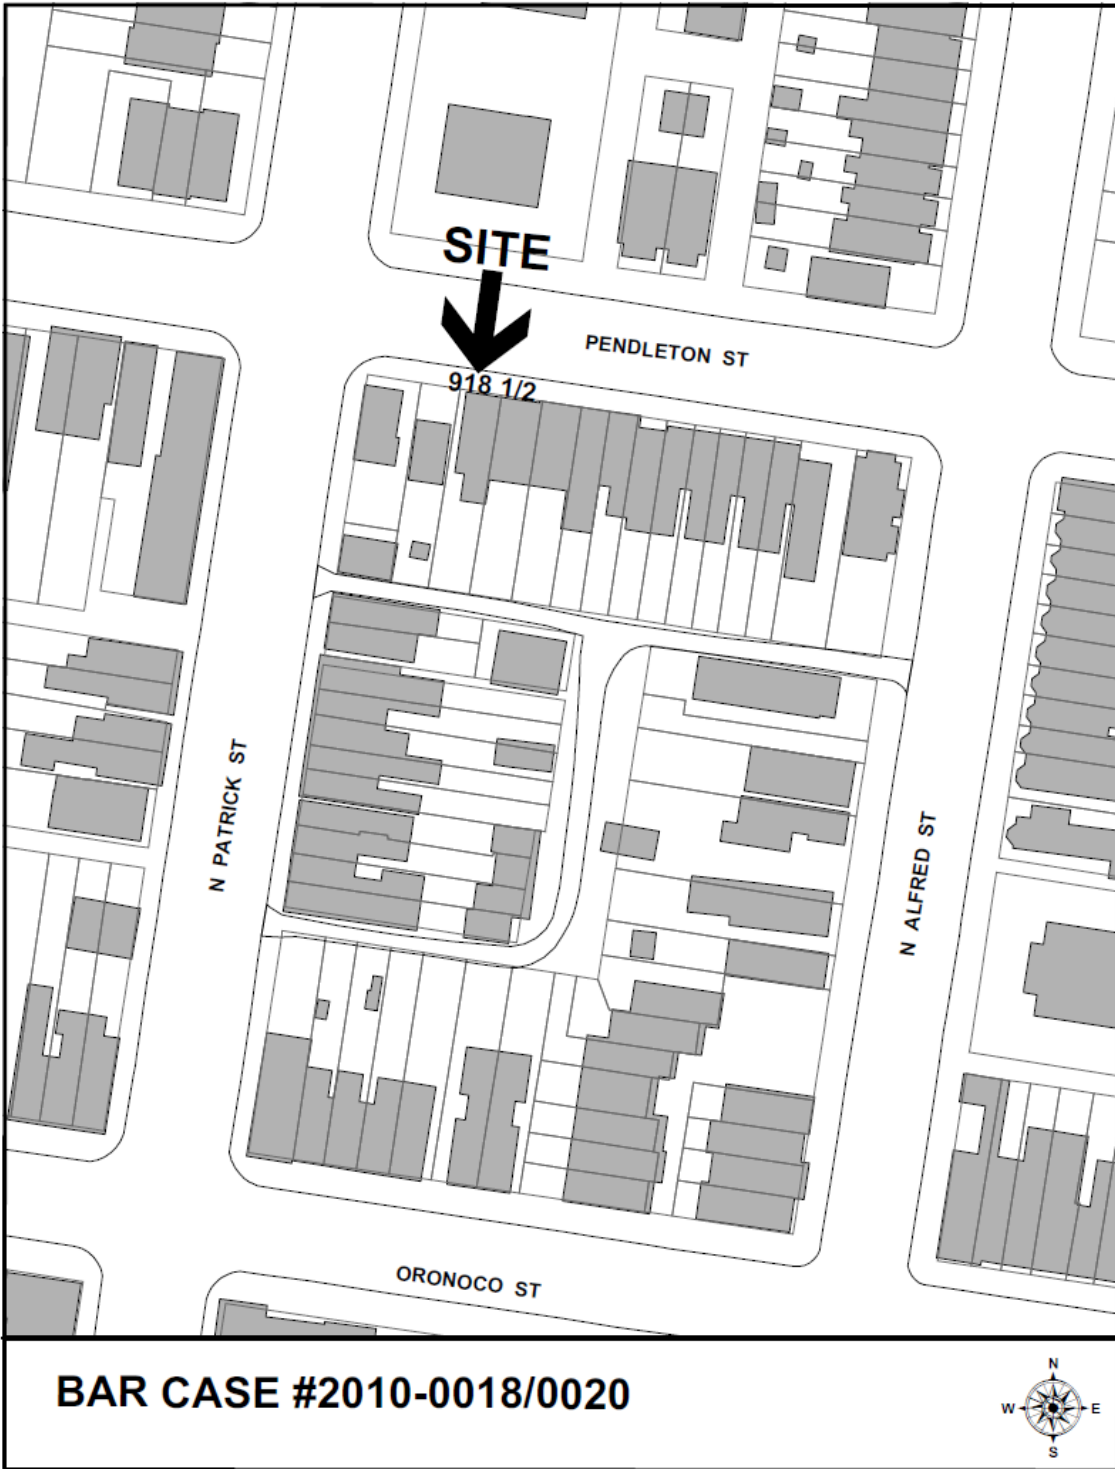 SITE
PENDLETON ST
918 1/2
N PATRICK ST
N ALFRED ST
ORONOCO ST
BAR CASE #2010-0018/0020
N
W E
S